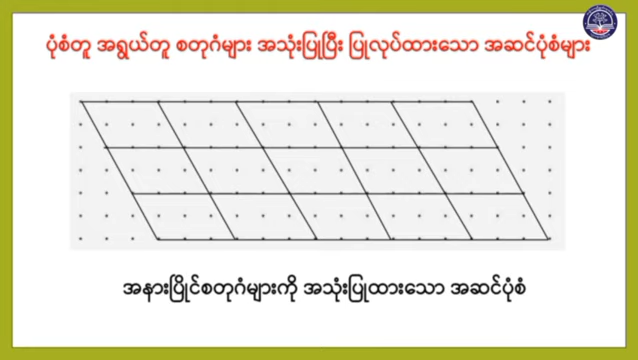 ပုံစံတူ အရွယ်တူ စတုဂံများ အသုံးပြုပြီး ပြုလုပ်ထားသော အဆင်ပုံစံများ
အနားပြိုင်စတုဂံများကို အသုံးပြုထားသော အဆင်ပုံစံ